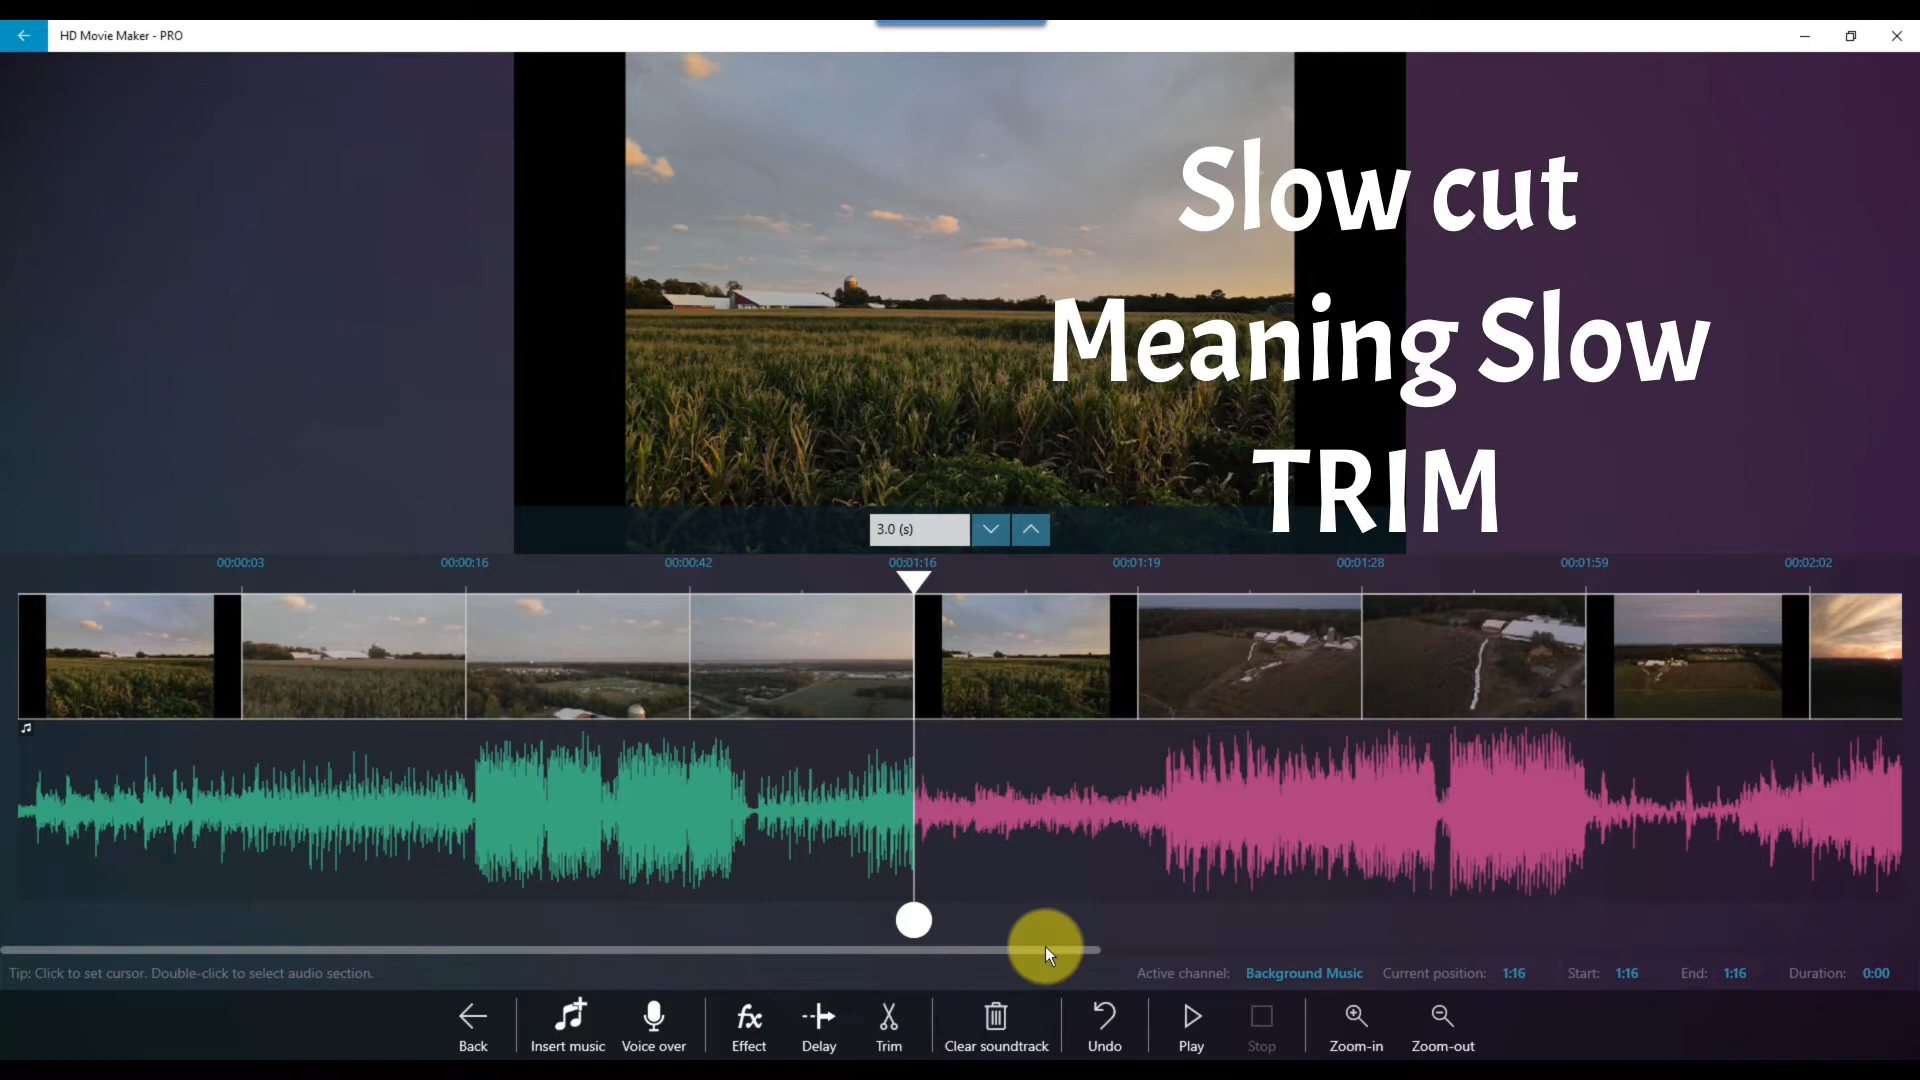 HD Movie Maker - PRO
Slow cut
Meaning Slow
TRIM
3.0 (s)
00:00:03 00:00:16 00:00:42 00:01:16 00:01:19 00:01:28 00:01:59 00:02:02
Tip: Click to set cursor. Double-click to select audio section.
Active channel: Background Music Current position: 1:16 Start: 1:16 End: 1:16 Duration: 0:00
Back Insert music Voice over Effect Delay Trim Clear soundtrack Undo Play Stop Zoom-in Zoom-out